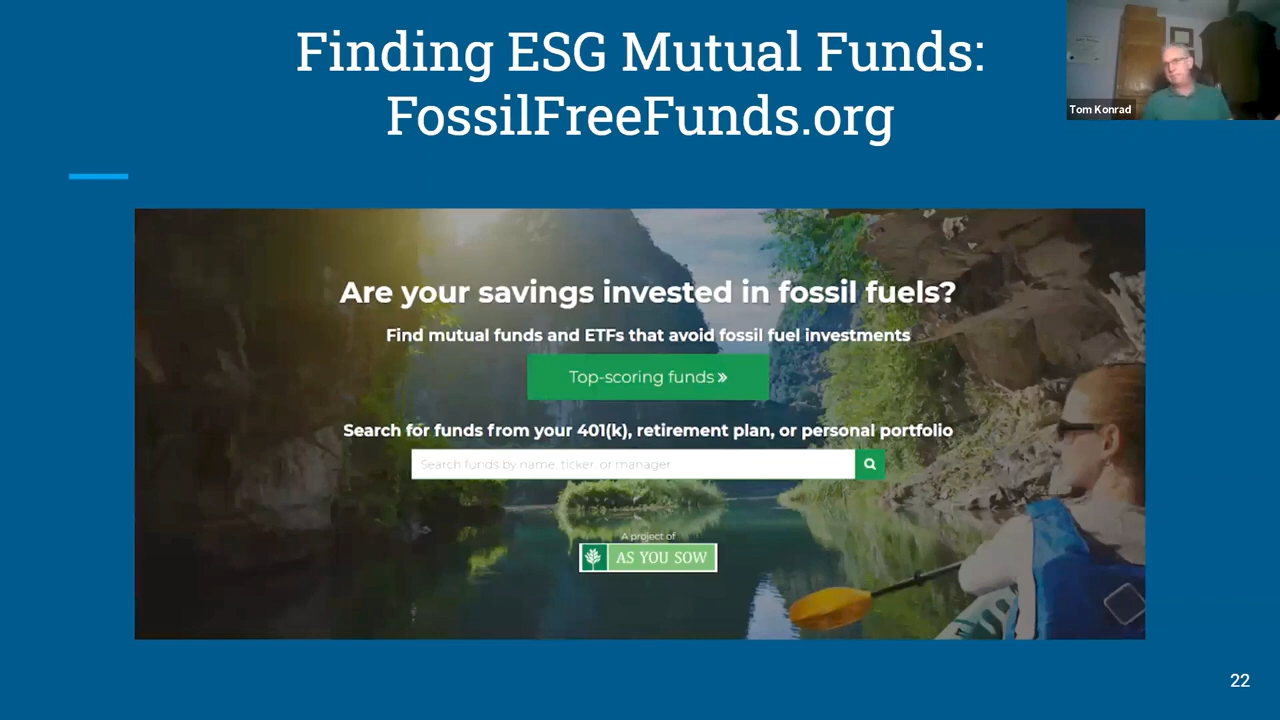 Finding ESG Mutual Funds:
FossilFreeFunds.org
Tom Konrad
Are your savings invested in fossil fuels?
Find mutual funds and ETFs that avoid fossil fuel investments
Top-scoring funds »
Search for funds from your 401(k), retirement plan, or personal portfolio
Search funds by name, ticker, or manager
A project of
AS YOU SOW
22